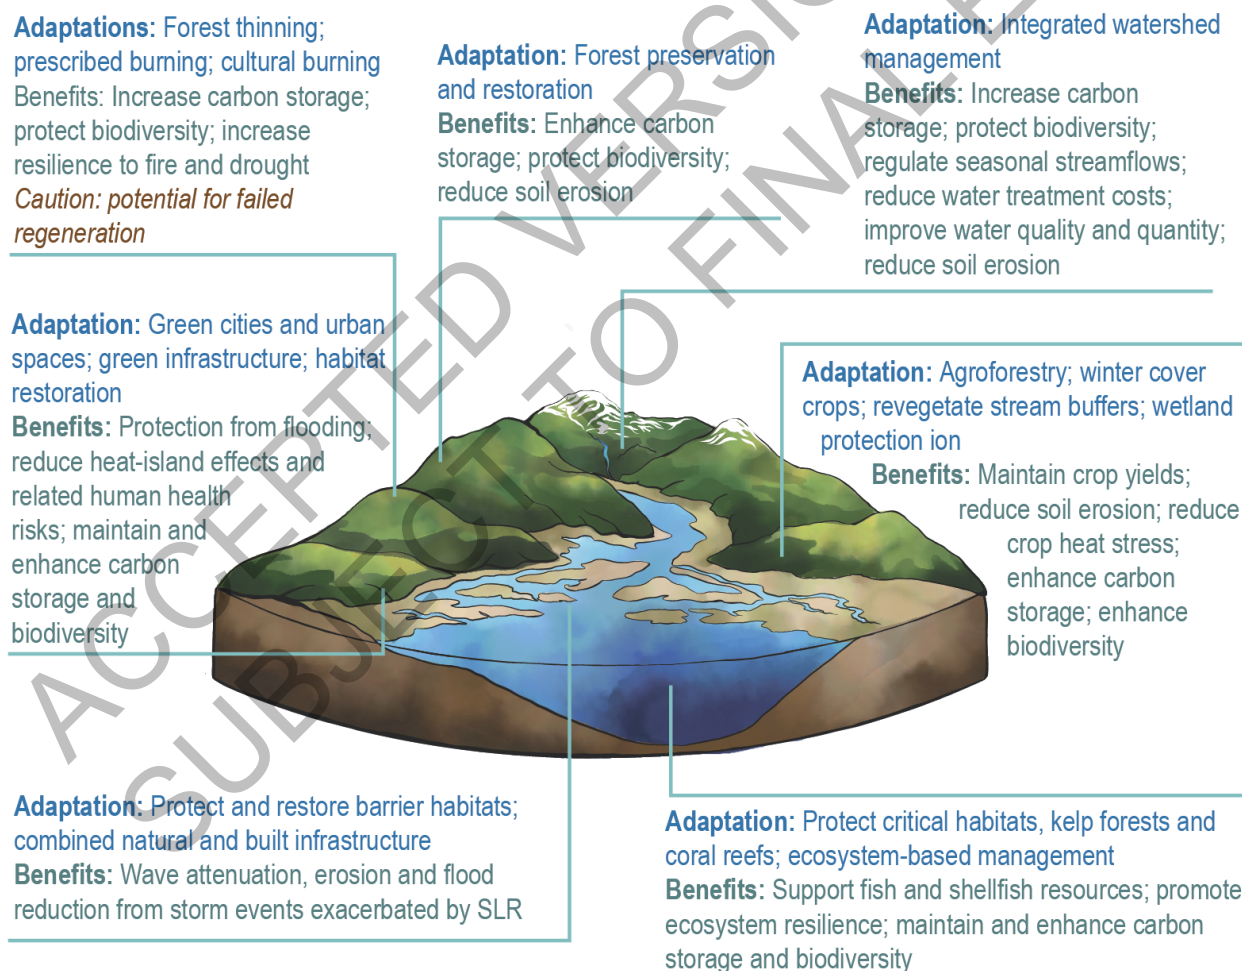 Adaptations: Forest thinning;
prescribed burning; cultural burning
Benefits: Increase carbon storage;
protect biodiversity; increase
resilience to fire and drought
Caution: potential for failed
regeneration
Adaptation: Forest preservation
and restoration
Benefits: Enhance carbon
storage; protect biodiversity;
reduce soil erosion
Adaptation: Integrated watershed
management
Benefits: Increase carbon
storage; protect biodiversity;
regulate seasonal streamflows;
reduce water treatment costs;
improve water quality and quantity;
reduce soil erosion
Adaptation: Green cities and urban
spaces; green infrastructure; habitat
restoration
Benefits: Protection from flooding;
reduce heat-island effects and
related human health
risks; maintain and
enhance carbon
storage and
biodiversity
Adaptation: Agroforestry; winter cover
crops; revegetate stream buffers; wetland
protection ion
Benefits: Maintain crop yields;
reduce soil erosion; reduce
crop heat stress;
enhance carbon
storage; enhance
biodiversity
Adaptation: Protect and restore barrier habitats;
combined natural and built infrastructure
Benefits: Wave attenuation, erosion and flood
reduction from storm events exacerbated by SLR
Adaptation: Protect critical habitats, kelp forests and
coral reefs; ecosystem-based management
Benefits: Support fish and shellfish resources; promote
ecosystem resilience; maintain and enhance carbon
storage and biodiversity
ACCEPTED VERSIO
SUBJECT TO FINAL E